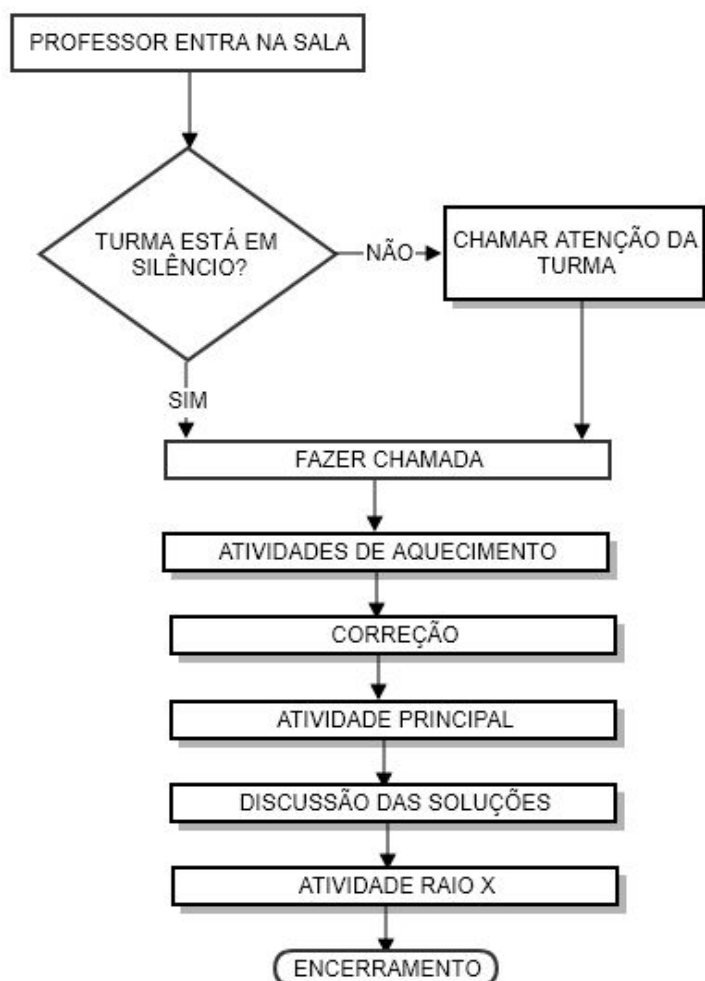 PROFESSOR ENTRA NA SALA
TURMA ESTÁ EM
SILÊNCIO?
NÃO
CHAMAR ATENÇÃO DA
TURMA
SIM
FAZER CHAMADA
ATIVIDADES DE AQUECIMENTO
CORREÇÃO
ATIVIDADE PRINCIPAL
DISCUSSÃO DAS SOLUÇÕES
ATIVIDADE RAIO X
ENCERRAMENTO